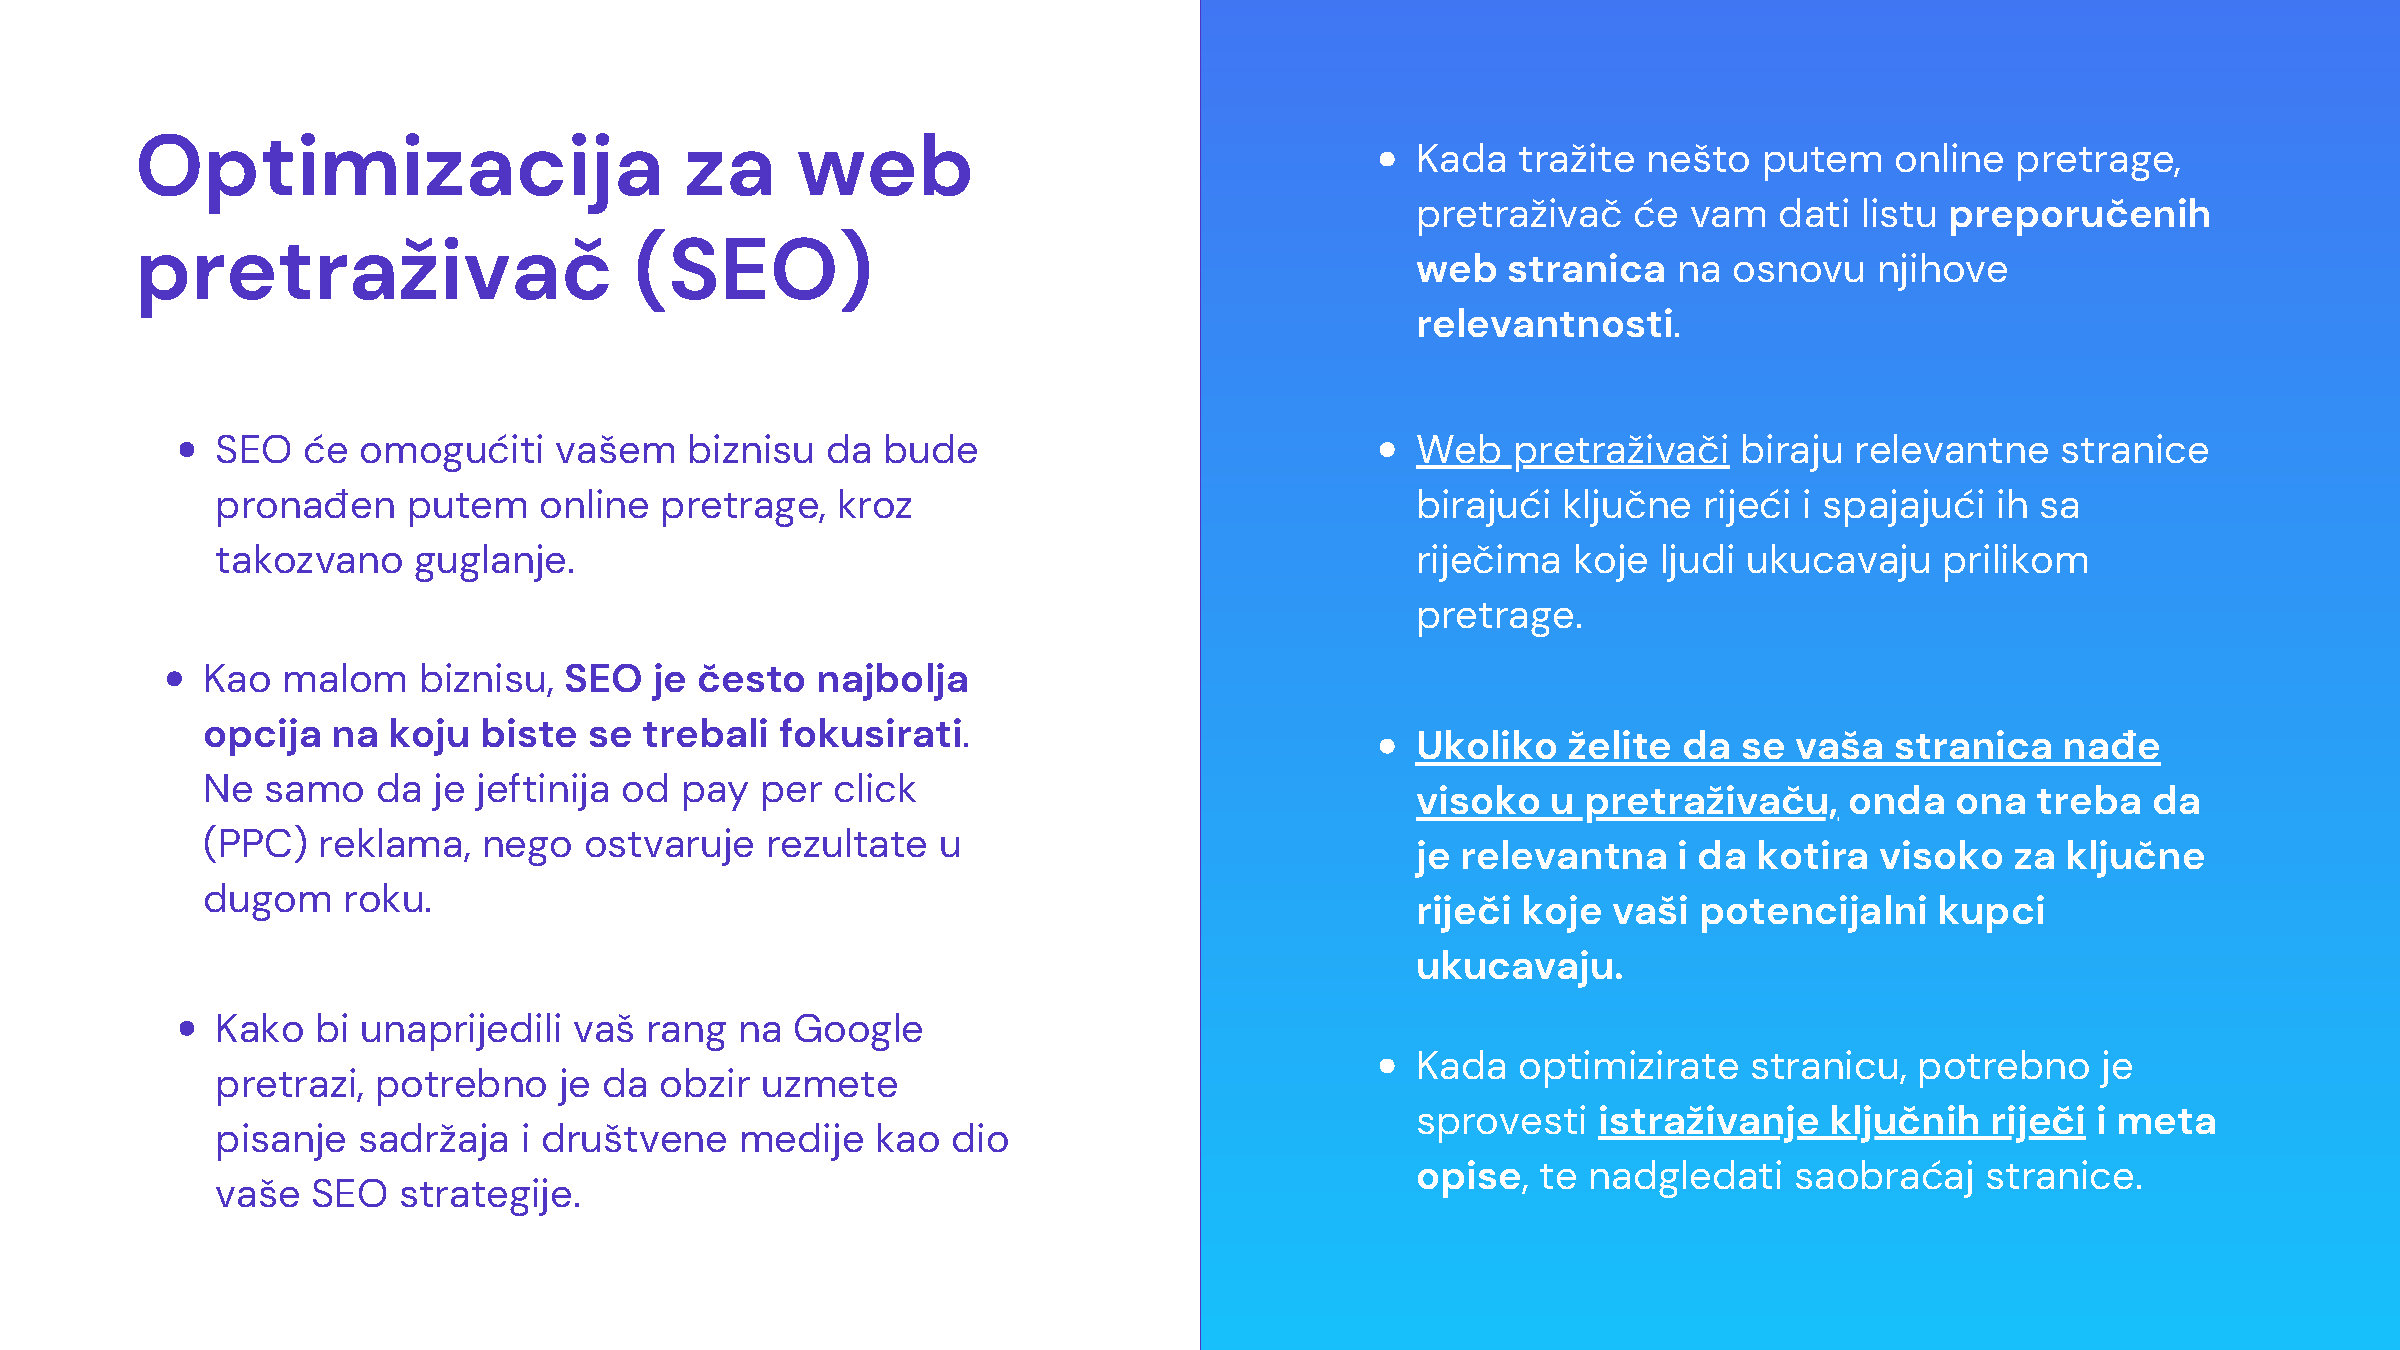 Optimizacija za web
pretraživač (SEO)
• SEO će omogućiti vašem biznisu da bude
pronađen putem online pretrage, kroz
takozvano guglanje.
• Kao malom biznisu, SEO je često najbolja
opcija na koju biste se trebali fokusirati.
Ne samo da je jeftinija od pay per click
(PPC) reklama, nego ostvaruje rezultate u
dugom roku.
• Kako bi unaprijedili vaš rang na Google
pretrazi, potrebno je da obzir uzmete
pisanje sadržaja i društvene medije kao dio
vaše SEO strategije.
• Kada tražite nešto putem online pretrage,
pretraživač će vam dati listu preporučenih
web stranica na osnovu njihove
relevantnosti.
• Web pretraživači biraju relevantne stranice
birajući ključne rijeći i spajajući ih sa
riječima koje ljudi ukucavaju prilikom
pretrage.
• Ukoliko želite da se vaša stranica nađe
visoko u pretraživaču, onda ona treba da
je relevantna i da kotira visoko za ključne
riječi koje vaši potencijalni kupci
ukucavaju.
• Kada optimizirate stranicu, potrebno je
sprovesti istraživanje ključnih riječi i meta
opise, te nadgledati saobraćaj stranice.